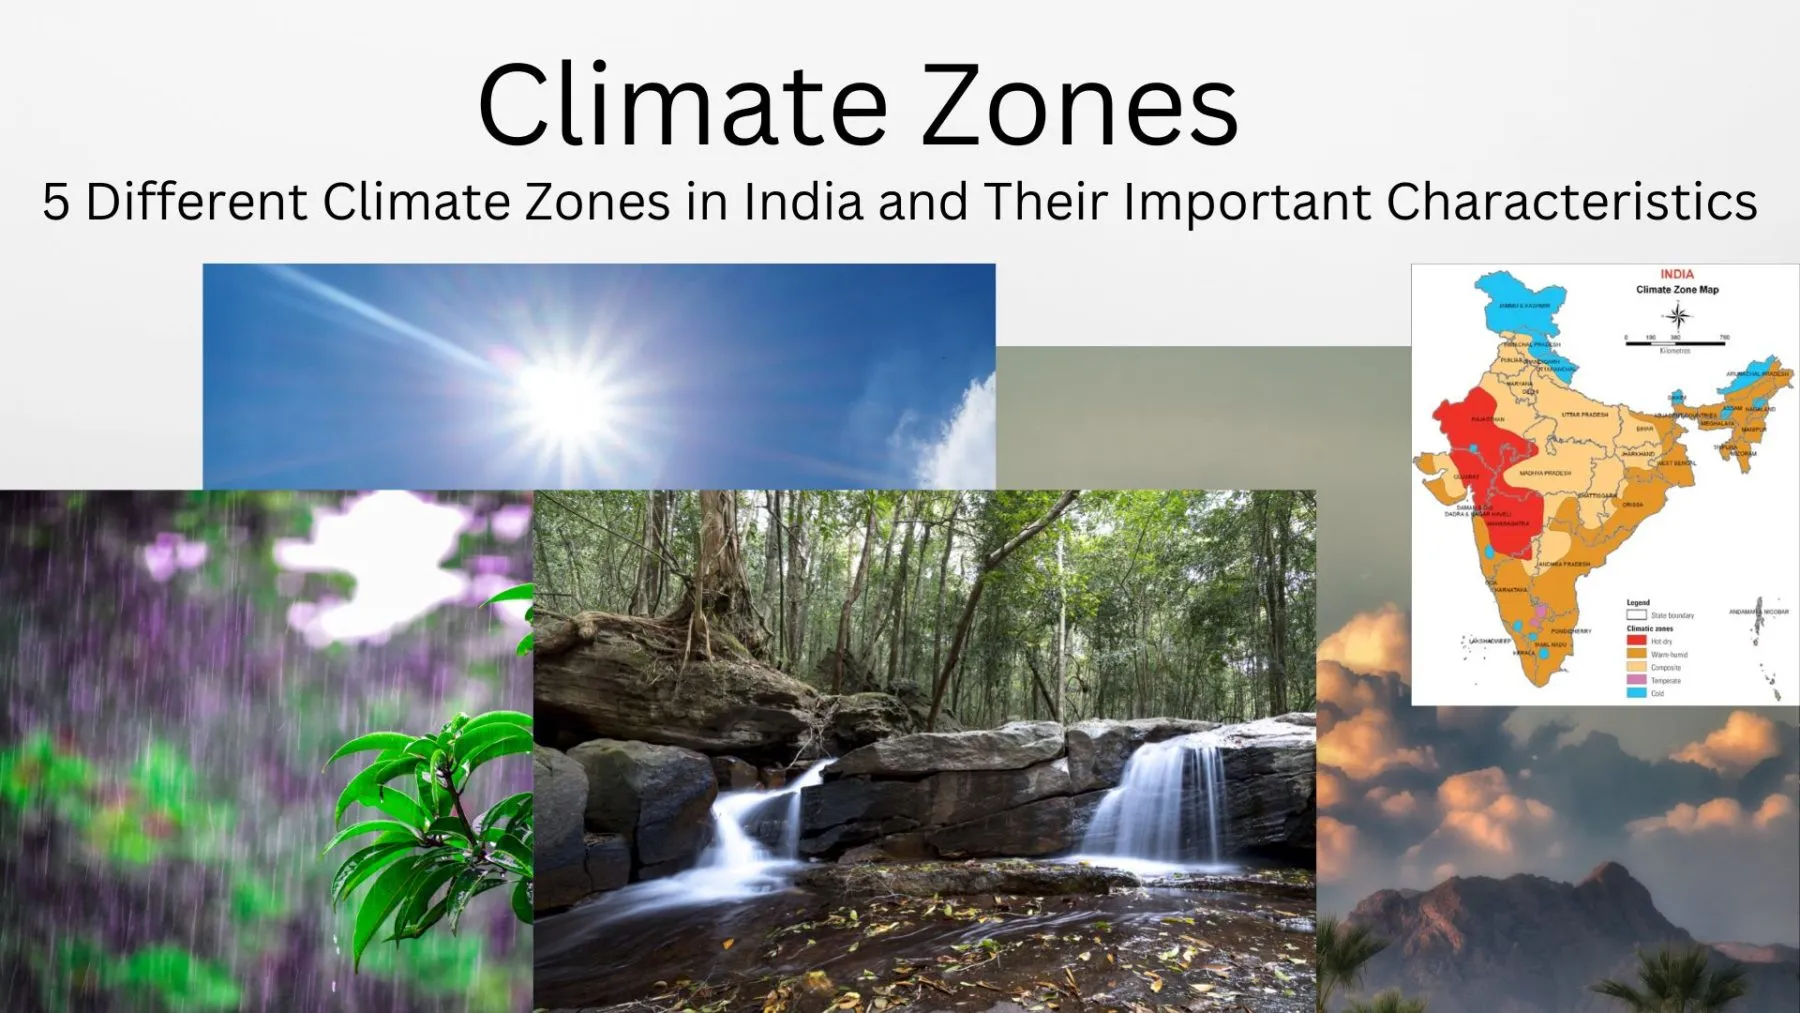 Climate Zones
5 Different Climate Zones in India and Their Important Characteristics
INDIA
Climate Zone Map
Kilometres
JAMMU & KASHMIR
HIMACHAL PRADESH
PUNJAB
CHANDIGARH
UTTARANCHAL
HARYANA
DELHI
ARUNACHAL PRADESH
RAJASTHAN
UTTAR PRADESH
SIKKIM
ASSAM
NAGALAND
MEGHALAYA
BIHAR
MANIPUR
TRIPURA
MIZORAM
JHARKHAND
WEST BENGAL
GUJARAT
MADHYA PRADESH
CHATTISGARH
ORISSA
DAMAN & DIU
DADRA & NAGAR HAVELI
MAHARASHTRA
ANDHRA PRADESH
GOA
KARNATAKA
PONDICHERRY
LAKSHADWEEP
TAMIL NADU
KERALA
ANDAMAN & NICOBAR
Legend
State boundary
Climatic zones
Hot-dry
Warm-humid
Composite
Temperate
Cold